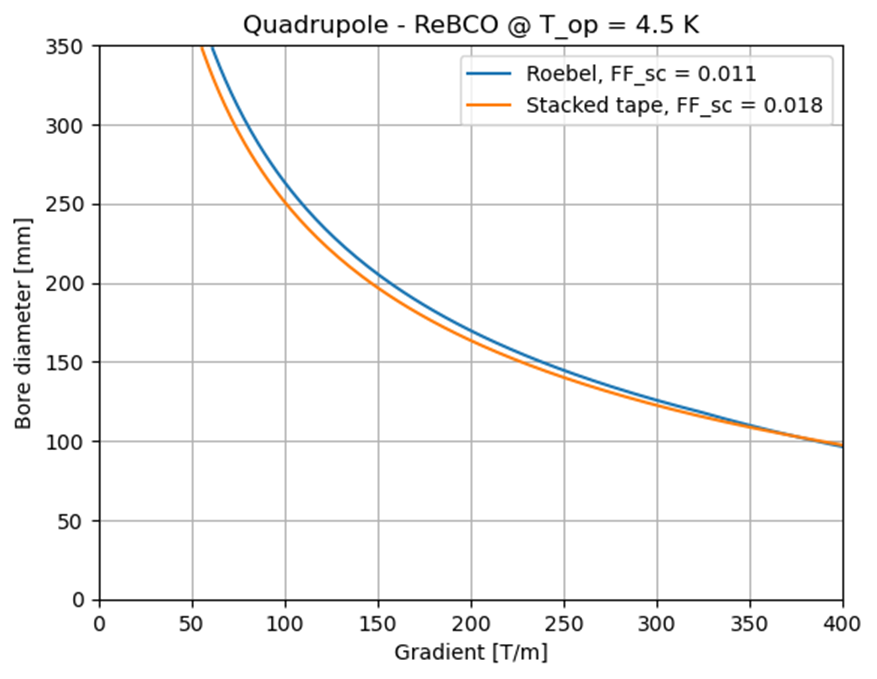 Quadrupole - ReBCO @ T_op = 4.5 K
Roebel, FF_sc = 0.011
Stacked tape, FF_sc = 0.018
Bore diameter [mm]
350
300
250
200
150
100
50
0
0 50 100 150 200 250 300 350 400
Gradient [T/m]